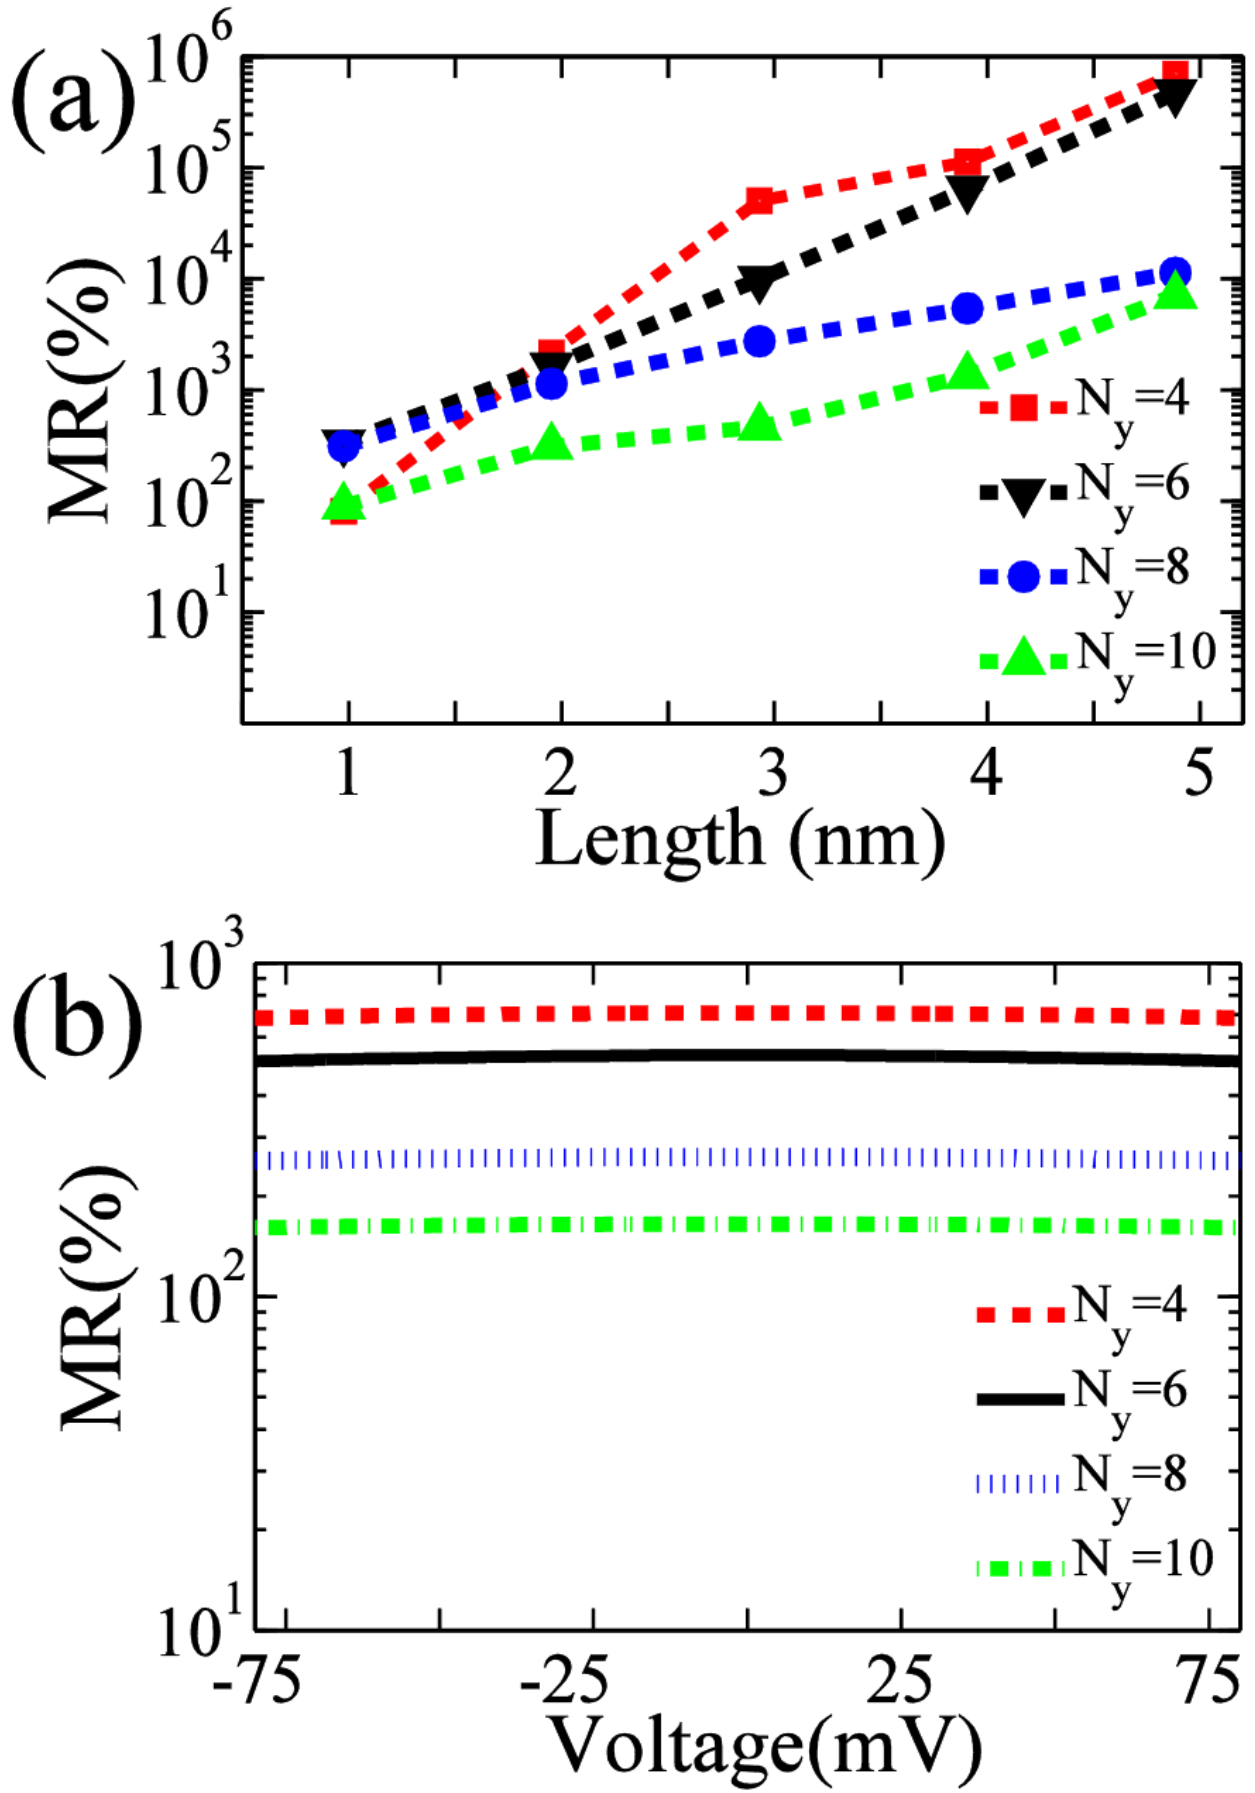 (a)
MR(%)
10^6
10^5
10^4
10^3
10^2
10^1
N_y=4
N_y=6
N_y=8
N_y=10
1 2 3 4 5
Length (nm)
(b)
MR(%)
10^3
10^2
10^1
N_y=4
N_y=6
N_y=8
N_y=10
-75 -25 25 75
Voltage(mV)